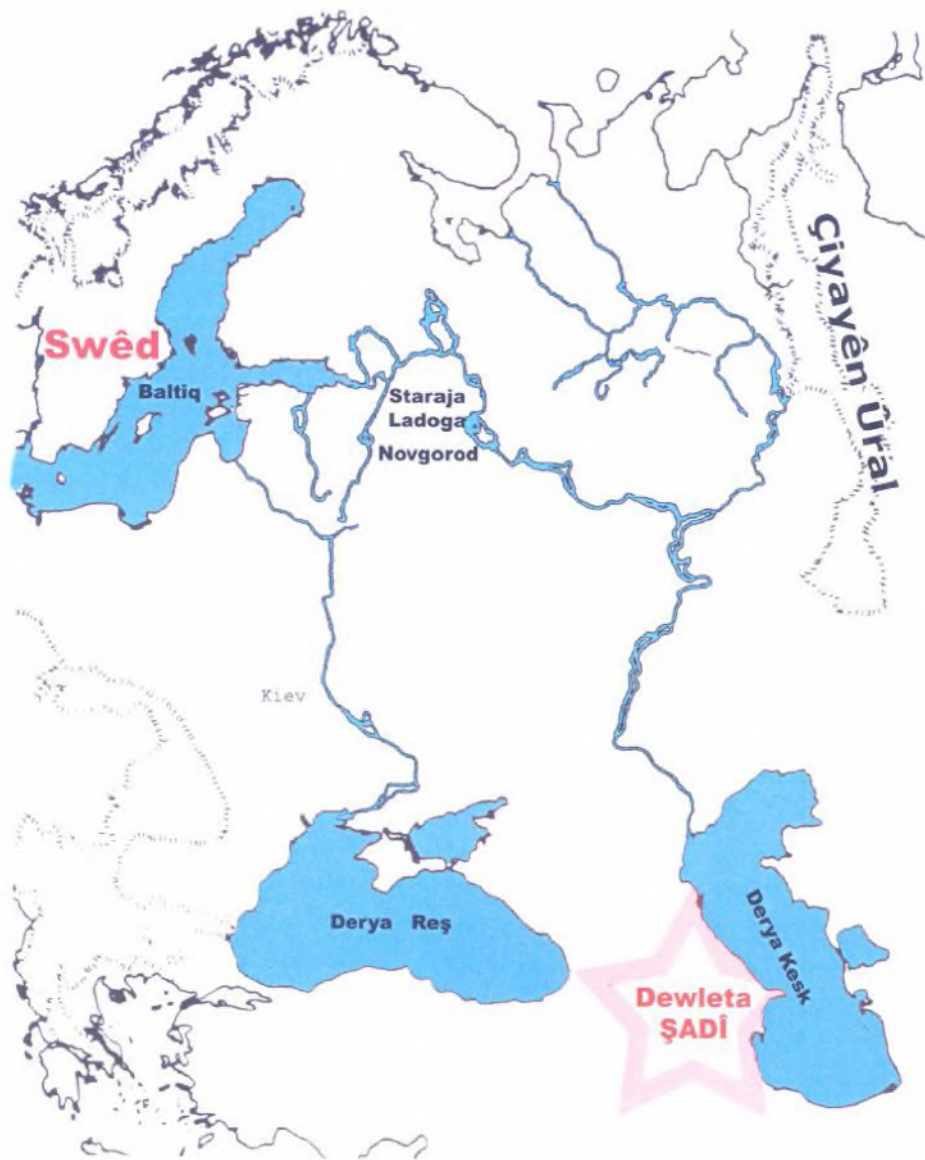 Çiyayên Ûral
Swêd
Baltiq
Staraja
Ladoga
Novgorod
Kiev
Derya Reş
Derya Kesk
Dewleta
ŞADÎ